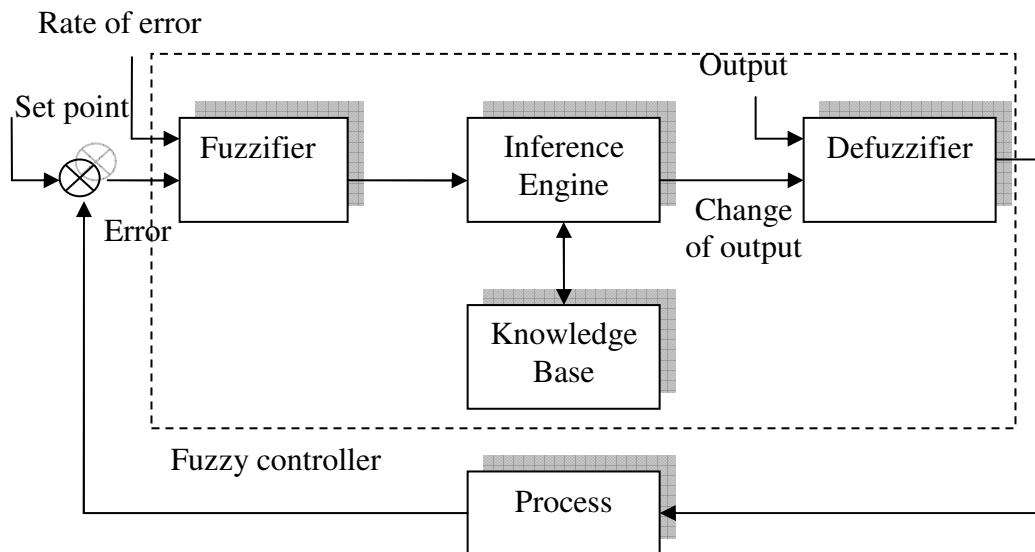 Rate of error
Output
Set point
Fuzzifier
Inference
Engine
Defuzzifier
Error
Change
of output
Knowledge
Base
Fuzzy controller
Process